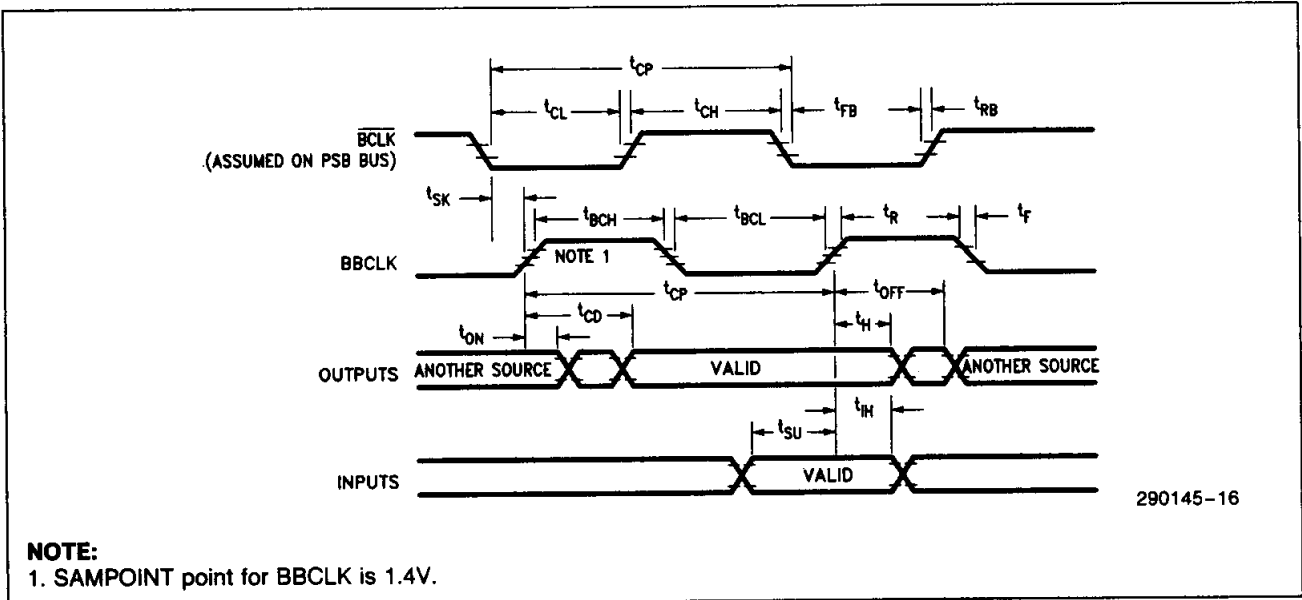 tCP
tCL
tCH
tFB
tRB
BCLK
(ASSUMED ON PSB BUS)
tSK
tBCH
tBCL
tR
tF
BBCLK
NOTE 1
tCP
tOFF
tCD
tH
tON
OUTPUTS
ANOTHER SOURCE
VALID
ANOTHER SOURCE
tIH
tSU
INPUTS
VALID
290145-16
NOTE:
1. SAMPOINT point for BBCLK is 1.4V.